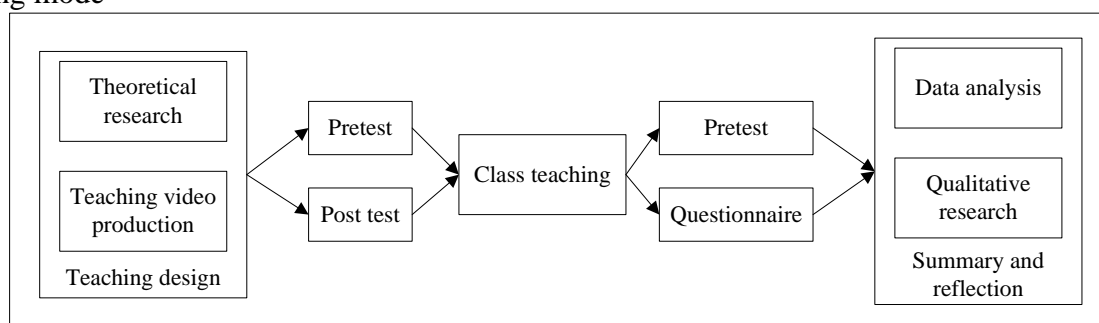 ng mode
Theoretical
research
Teaching video
production
Teaching design
Pretest
Post test
Class teaching
Pretest
Questionnaire
Data analysis
Qualitative
research
Summary and
reflection